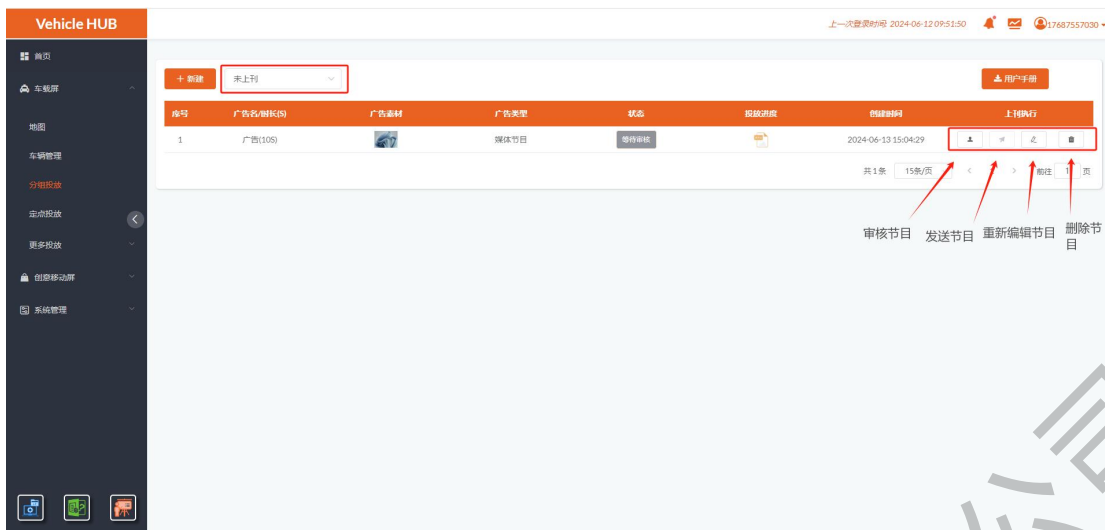 Vehicle HUB
上一次登录时间 2024-06-12 09:51:50
17687557030
首页
车载屏
地图
车辆管理
分组投放
定点投放
更多投放
创意移动屏
系统管理
+ 新建
未上刊
用户手册
序号 广告名/时长(S) 广告素材 广告类型 状态 投放进度 创建时间 上刊执行
1 广告(10S) 媒体节目 等待审核 2024-06-13 15:04:29
共1条 15条/页 < 1 > 前往 1 页
审核节目 发送节目 重新编辑节目 删除节
目
公司